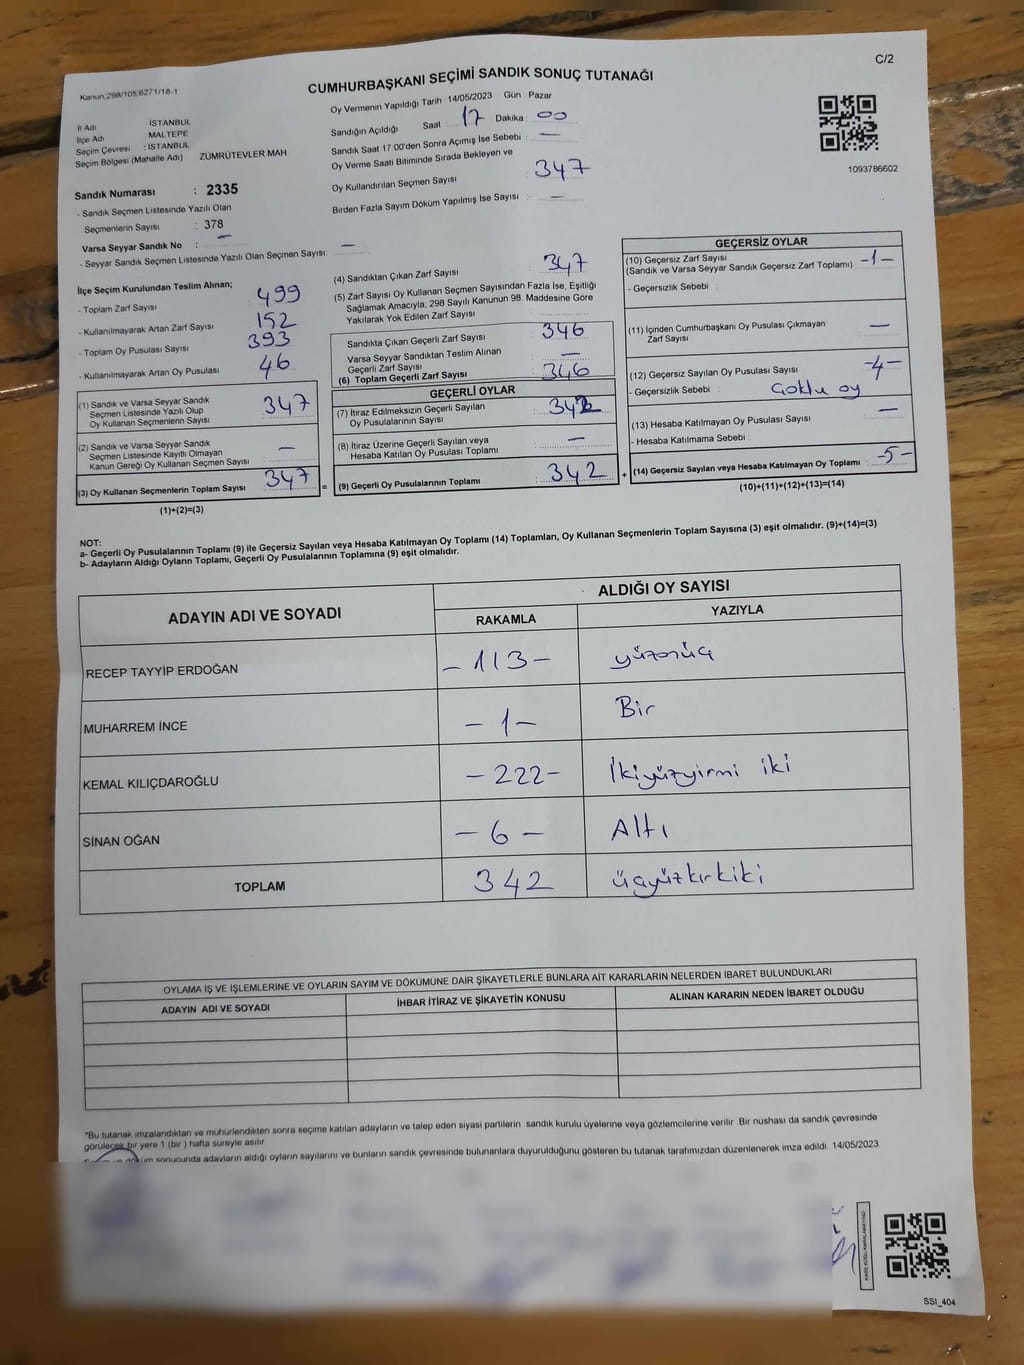 C/2
Kanun:298/105,6271/18-1
CUMHURBAŞKANI SEÇİMİ SANDIK SONUÇ TUTANAĞI
İl Adı İSTANBUL
İlçe Adı MALTEPE
Seçim Çevresi : İSTANBUL
Seçim Bölgesi (Mahalle Adı) ZÜMRÜTEVLER MAH
Oy Vermenin Yapıldığı Tarih : 14/05/2023 Gün : Pazar
Sandığın Açıldığı Saat 17 Dakika 00
Sandık Saat 17:00'den Sonra Açımış İse Sebebi : —
Oy Verme Saati Bitiminde Sırada Bekleyen ve
Oy Kullandırılan Seçmen Sayısı : 347
Birden Fazla Sayım Döküm Yapılmış İse Sayısı : —
1093786602
Sandık Numarası : 2335
- Sandık Seçmen Listesinde Yazılı Olan
Seçmenlerin Sayısı : 378
Varsa Seyyar Sandık No : —
- Seyyar Sandık Seçmen Listesinde Yazılı Olan Seçmen Sayısı: —
İlçe Seçim Kurulundan Teslim Alınan;
- Toplam Zarf Sayısı 499
- Kullanılmayarak Artan Zarf Sayısı 152
- Toplam Oy Pusulası Sayısı 393
- Kullanılmayarak Artan Oy Pusulası 46
(1) Sandık ve Varsa Seyyar Sandık
Seçmen Listesinde Yazılı Olup
Oy Kullanan Seçmenlerin Sayısı 347
(2) Sandık ve Varsa Seyyar Sandık
Seçmen Listesinde Kayıtlı Olmayan
Kanun Gereği Oy Kullanan Seçmen Sayısı —
(3) Oy Kullanan Seçmenlerin Toplam Sayısı 347 =
(1)+(2)=(3)
(4) Sandıktan Çıkan Zarf Sayısı 347
(5) Zarf Sayısı Oy Kullanan Seçmen Sayısından Fazla İse, Eşitliği
Sağlamak Amacıyla, 298 Sayılı Kanunun 98. Maddesine Göre
Yakılarak Yok Edilen Zarf Sayısı
Sandıkta Çıkan Geçerli Zarf Sayısı 346
Varsa Seyyar Sandıktan Teslim Alınan
Geçerli Zarf Sayısı —
(6) Toplam Geçerli Zarf Sayısı 346
GEÇERLİ OYLAR
(7) İtiraz Edilmeksizin Geçerli Sayılan
Oy Pusulalarının Sayısı 342
(8) İtiraz Üzerine Geçerli Sayılan veya
Hesaba Katılan Oy Pusulası Toplamı —
(9) Geçerli Oy Pusulalarının Toplamı 342 +
GEÇERSİZ OYLAR
(10) Geçersiz Zarf Sayısı
(Sandık ve Varsa Seyyar Sandık Geçersiz Zarf Toplamı) -1-
- Geçersizlik Sebebi :
(11) İçinden Cumhurbaşkanı Oy Pusulası Çıkmayan
Zarf Sayısı —
(12) Geçersiz Sayılan Oy Pusulası Sayısı -4-
- Geçersizlik Sebebi : Çoklu oy
(13) Hesaba Katılmayan Oy Pusulası Sayısı —
- Hesaba Katılmama Sebebi :
(14) Geçersiz Sayılan veya Hesaba Katılmayan Oy Toplamı -5-
(10)+(11)+(12)+(13)=(14)
NOT:
a- Geçerli Oy Pusulalarının Toplamı (9) ile Geçersiz Sayılan veya Hesaba Katılmayan Oy Toplamı (14) Toplamları, Oy Kullanan Seçmenlerin Toplam Sayısına (3) eşit olmalıdır. (9)+(14)=(3)
b- Adayların Aldığı Oyların Toplamı, Geçerli Oy Pusulalarının Toplamına (9) eşit olmalıdır.
ADAYIN ADI VE SOYADI
ALDIĞI OY SAYISI
RAKAMLA YAZIYLA
RECEP TAYYİP ERDOĞAN -113- yüzonüç
MUHARREM İNCE -1- Bir
KEMAL KILIÇDAROĞLU -222- İkiyüzyirmi iki
SİNAN OĞAN -6- Altı
TOPLAM 342 üçyüzkırkiki
OYLAMA İŞ VE İŞLEMLERİNE VE OYLARIN SAYIM VE DÖKÜMÜNE DAİR ŞİKAYETLERLE BUNLARA AİT KARARLARIN NELERDEN İBARET BULUNDUKLARI
ADAYIN ADI VE SOYADI İHBAR İTİRAZ VE ŞİKAYETİN KONUSU ALINAN KARARIN NEDEN İBARET OLDUĞU
*Bu tutanak imzalandıktan ve mühürlendikten sonra seçime katılan adayların ve talep eden siyasi partilerin sandık kurulu üyelerine veya gözlemcilerine verilir. Bir nüshası da sandık çevresinde
görülecek bir yere 1 (bir ) hafta süreyle asılır.
döküm sonucunda adayların aldığı oyların sayılarını ve bunların sandık çevresinde bulunanlara duyurulduğunu gösteren bu tutanak tarafımızdan düzenlenerek imza edildi. 14/05/2023
SSI_404